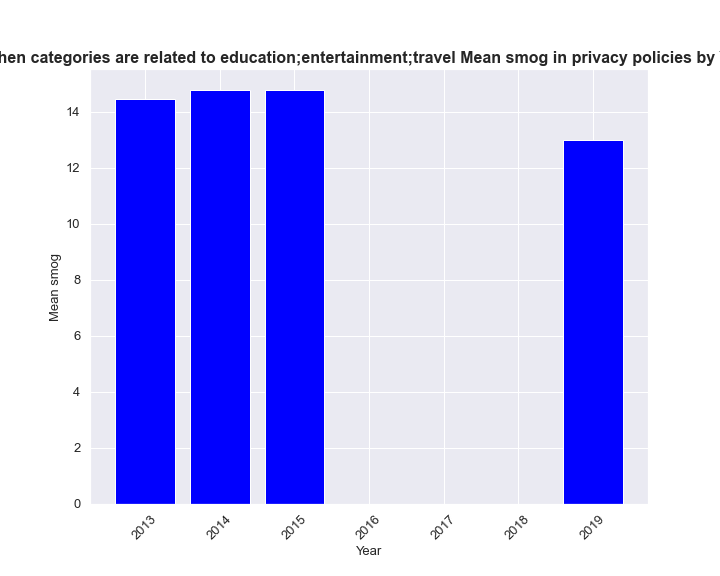 hen categories are related to education;entertainment;travel Mean smog in privacy policies by
14
12
10
8
6
4
2
0
Mean smog
2013 2014 2015 2016 2017 2018 2019
Year